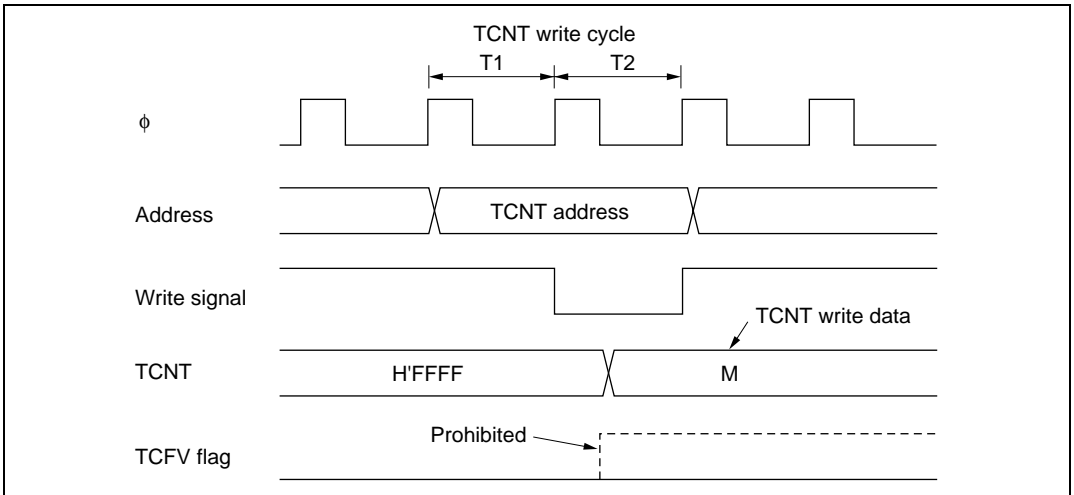 TCNT write cycle
T1 T2
ϕ
Address
TCNT address
Write signal
TCNT write data
TCNT
H'FFFF
M
Prohibited
TCFV flag